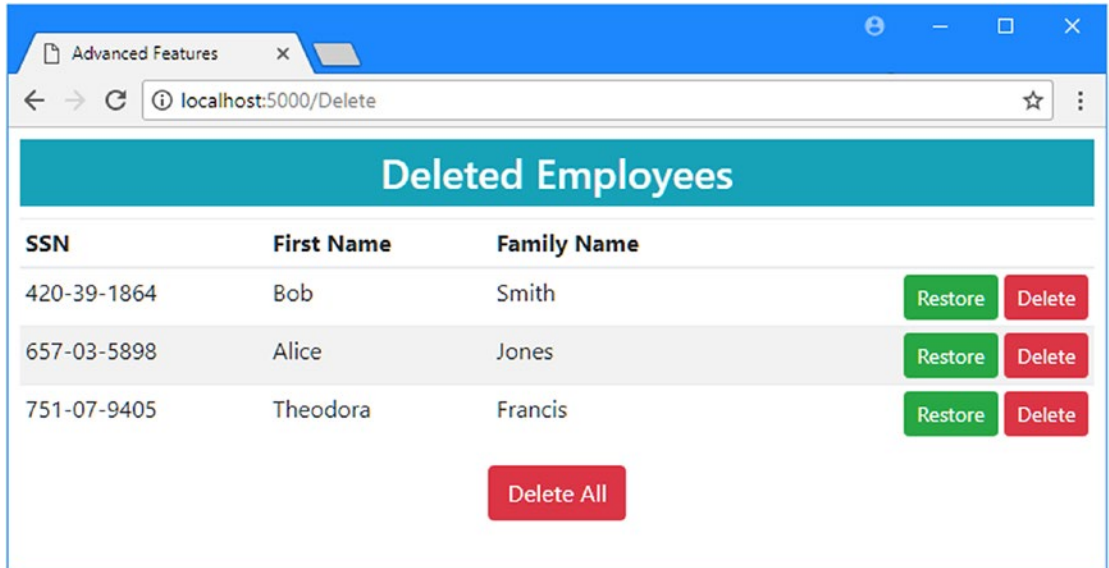 Advanced Features
localhost:5000/Delete
Deleted Employees
SSN First Name Family Name
420-39-1864 Bob Smith Restore Delete
657-03-5898 Alice Jones Restore Delete
751-07-9405 Theodora Francis Restore Delete
Delete All